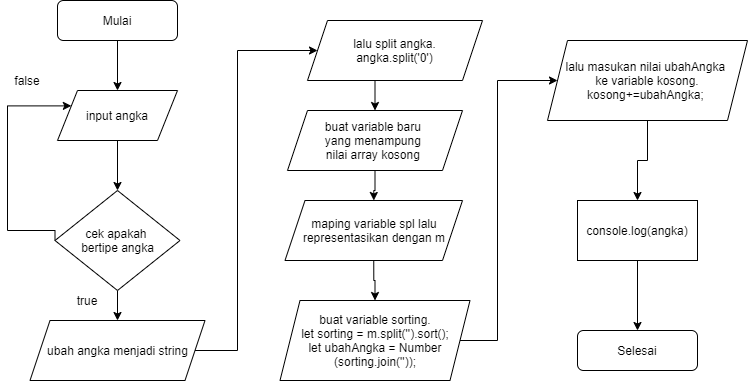 Mulai
false
input angka
cek apakah
bertipe angka
true
ubah angka menjadi string
lalu split angka.
angka.split('0')
buat variable baru
yang menampung
nilai array kosong
maping variable spl lalu
representasikan dengan m
buat variable sorting.
let sorting = m.split('').sort();
let ubahAngka = Number
(sorting.join(''));
lalu masukan nilai ubahAngka
ke variable kosong.
kosong+=ubahAngka;
console.log(angka)
Selesai